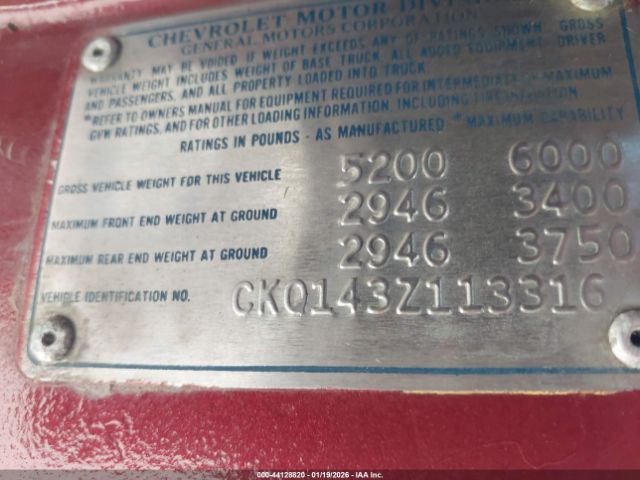 CHEVROLET MOTOR
GENERAL MOTORS CORPORATION
WARRANTY MAY BE VOIDED IF WEIGHT EXCEEDS ANY OF RATINGS SHOWN. GROSS
VEHICLE WEIGHT INCLUDES WEIGHT OF BASE TRUCK, ALL ADDED EQUIPMENT, DRIVER
AND PASSENGERS, AND ALL PROPERTY LOADED INTO TRUCK.
*REFER TO OWNERS MANUAL FOR EQUIPMENT REQUIRED FOR INTERMEDIATE OR MAXIMUM
GVW RATINGS, AND FOR OTHER LOADING INFORMATION, INCLUDING TIRE INFLATION.
RATINGS IN POUNDS - AS MANUFACTURED * MAXIMUM CAPABILITY
GROSS VEHICLE WEIGHT FOR THIS VEHICLE 5200 6000
MAXIMUM FRONT END WEIGHT AT GROUND 2946 3400
MAXIMUM REAR END WEIGHT AT GROUND 2946 3750
VEHICLE IDENTIFICATION NO. CKQ143Z113316
000-44128820 - 01/19/2026 - IAA Inc.